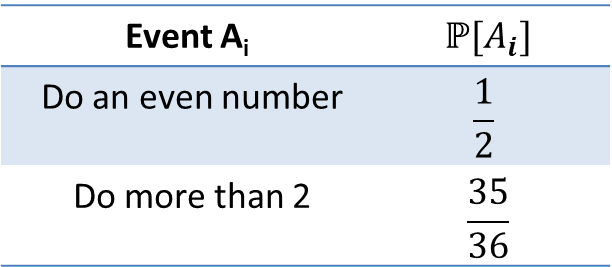 Event Aᵢ ℙ[Aᵢ]
Do an even number 1/2
Do more than 2 35/36